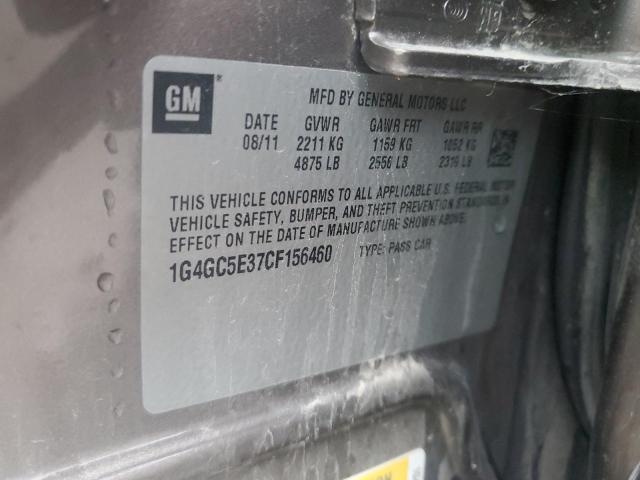 GM
MFD BY GENERAL MOTORS LLC
DATE GVWR GAWR FRT GAWR RR
08/11 2211 KG 1159 KG 1052 KG
4875 LB 2556 LB 2319 LB
THIS VEHICLE CONFORMS TO ALL APPLICABLE U.S. FEDERAL MOTOR
VEHICLE SAFETY, BUMPER, AND THEFT PREVENTION STANDARDS IN
EFFECT ON THE DATE OF MANUFACTURE SHOWN ABOVE.
1G4GC5E37CF156460 TYPE: PASS CAR